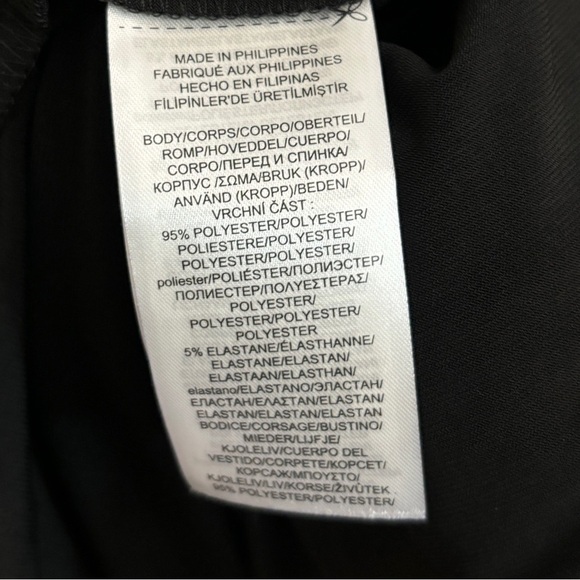 MADE IN PHILIPPINES
FABRIQUÉ AUX PHILIPPINES
HECHO EN FILIPINAS
FİLİPİNLER'DE ÜRETİLMİŞTİR
BODY/CORPS/CORPO/OBERTEIL/
ROMP/HOVEDDEL/CUERPO/
CORPO/ПЕРЕД И СПИНКА/
КОРПУС /ΣΩΜΑ/BRUK (KROPP)/
ANVÄND (KROPP)/BEDEN/
VRCHNÍ ČÁST :
95% POLYESTER/POLYESTER/
POLIESTERE/POLYESTER/
POLYESTER/POLYESTER/
poliester/POLIÉSTER/ПОЛИЭСТЕР/
ПОЛИЕСТЕР/ΠΟΛΥΕΣΤΕΡΑΣ/
POLYESTER/
POLYESTER/POLYESTER/
POLYESTER
5% ELASTANE/ÉLASTHANNE/
ELASTANE/ELASTAN/
ELASTAAN/ELASTHAN/
elastano/ELASTANO/ЭЛАСТАН/
ЕЛАСТАН/ΕΛΑΣΤΑΝ/ELASTAN/
ELASTAN/ELASTAN/ELASTAN
BODICE/CORSAGE/BUSTINO/
MIEDER/LIJFJE/
KJOLELIV/CUERPO DEL
VESTIDO/CORPETE/КОРСЕТ/
КОРСАЖ/ΜΠΟΥΣΤΟ/
KJOLELIV/LIV/KORSE/ŽIVŮTEK
95% POLYESTER/POLYESTER/